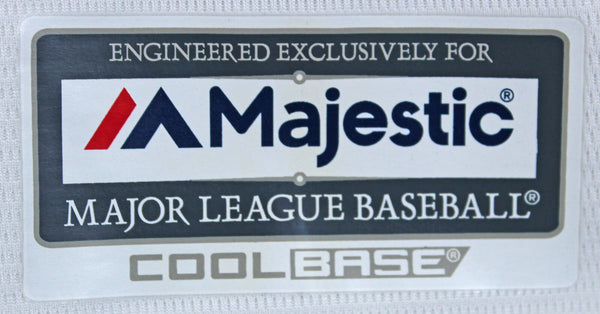 ENGINEERED EXCLUSIVELY FOR
Majestic®
MAJOR LEAGUE BASEBALL®
COOLBASE®